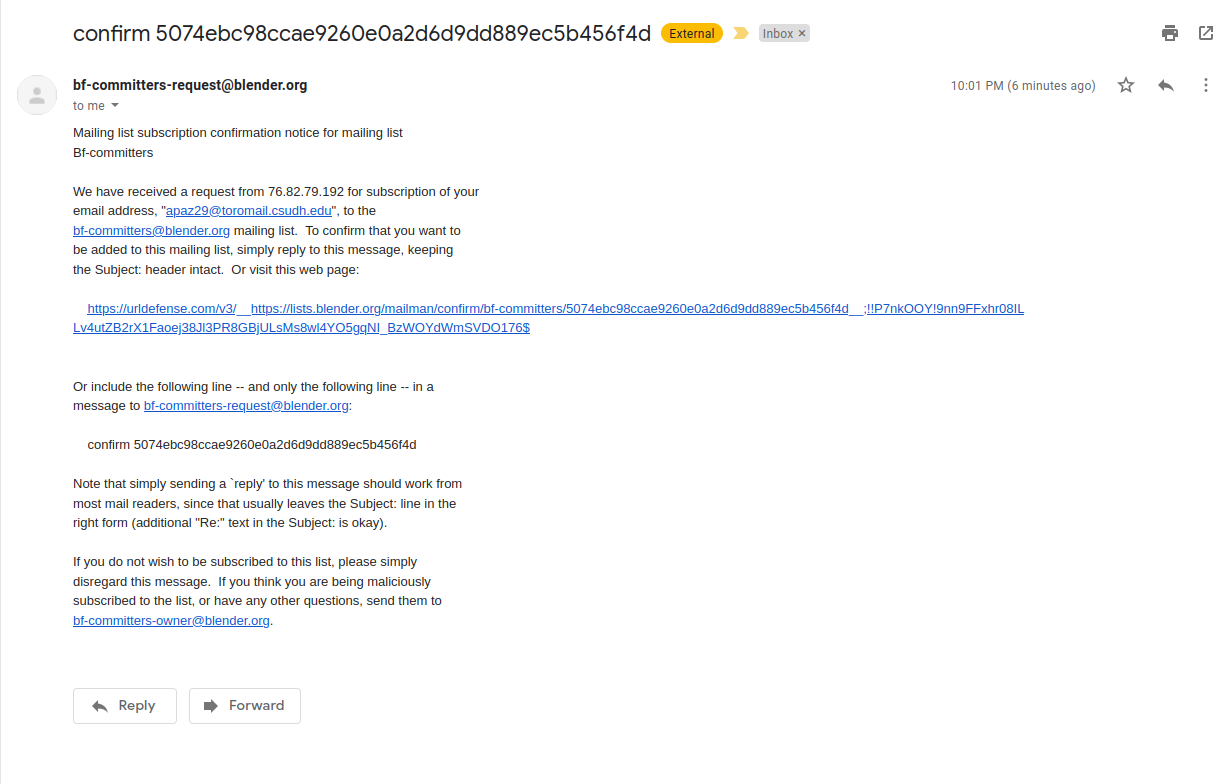 confirm 5074ebc98ccae9260e0a2d6d9dd889ec5b456f4d External Inbox ×
bf-committers-request@blender.org 10:01 PM (6 minutes ago)
to me
Mailing list subscription confirmation notice for mailing list
Bf-committers
We have received a request from 76.82.79.192 for subscription of your
email address, "apaz29@toromail.csudh.edu", to the
bf-committers@blender.org mailing list.  To confirm that you want to
be added to this mailing list, simply reply to this message, keeping
the Subject: header intact.  Or visit this web page:
https://urldefense.com/v3/__https://lists.blender.org/mailman/confirm/bf-committers/5074ebc98ccae9260e0a2d6d9dd889ec5b456f4d__;!!P7nkOOY!9nn9FFxhr08IL
Lv4utZB2rX1Faoej38Jl3PR8GBjULsMs8wl4YO5gqNI_BzWOYdWmSVDO176$
Or include the following line -- and only the following line -- in a
message to bf-committers-request@blender.org:
confirm 5074ebc98ccae9260e0a2d6d9dd889ec5b456f4d
Note that simply sending a `reply' to this message should work from
most mail readers, since that usually leaves the Subject: line in the
right form (additional "Re:" text in the Subject: is okay).
If you do not wish to be subscribed to this list, please simply
disregard this message.  If you think you are being maliciously
subscribed to the list, or have any other questions, send them to
bf-committers-owner@blender.org.
Reply Forward